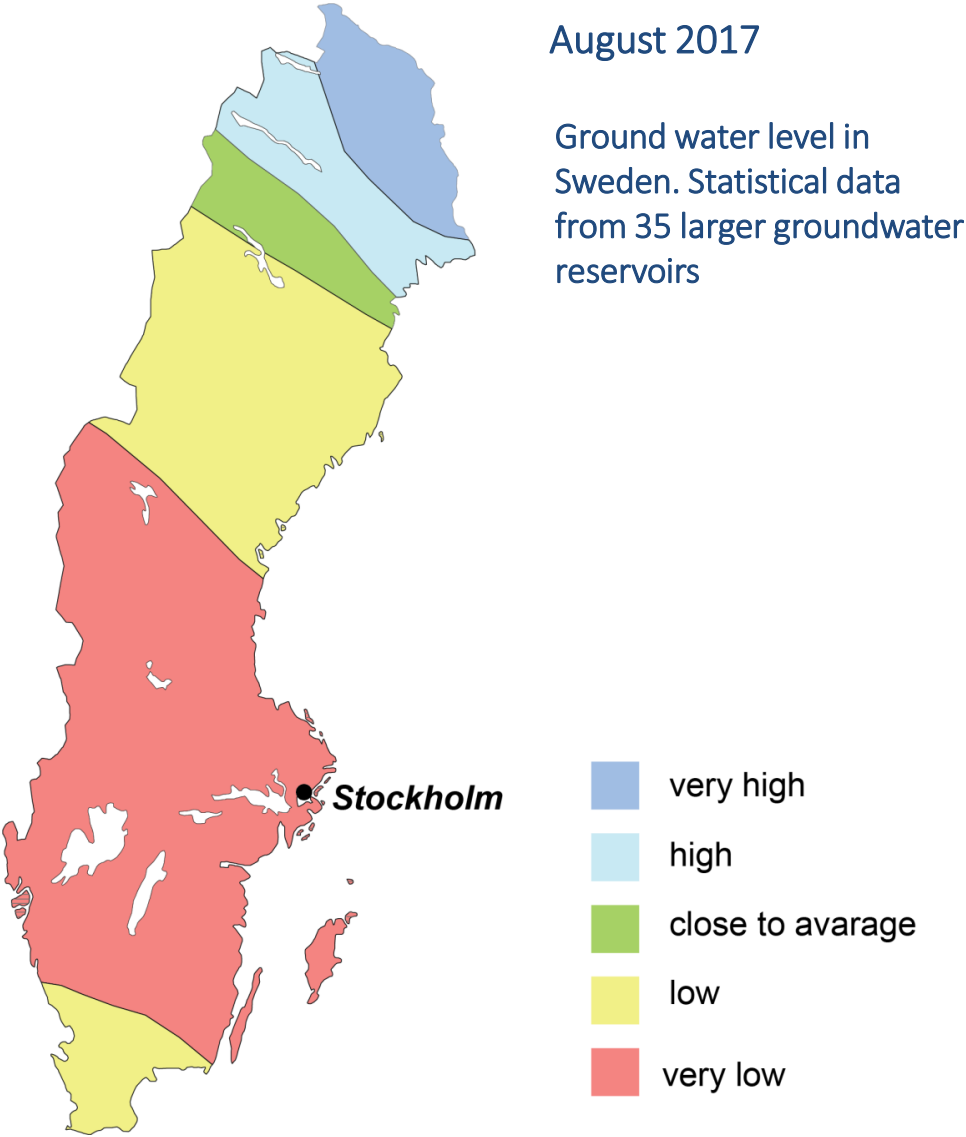 August 2017
Ground water level in
Sweden. Statistical data
from 35 larger groundwater
reservoirs
Stockholm
very high
high
close to avarage
low
very low